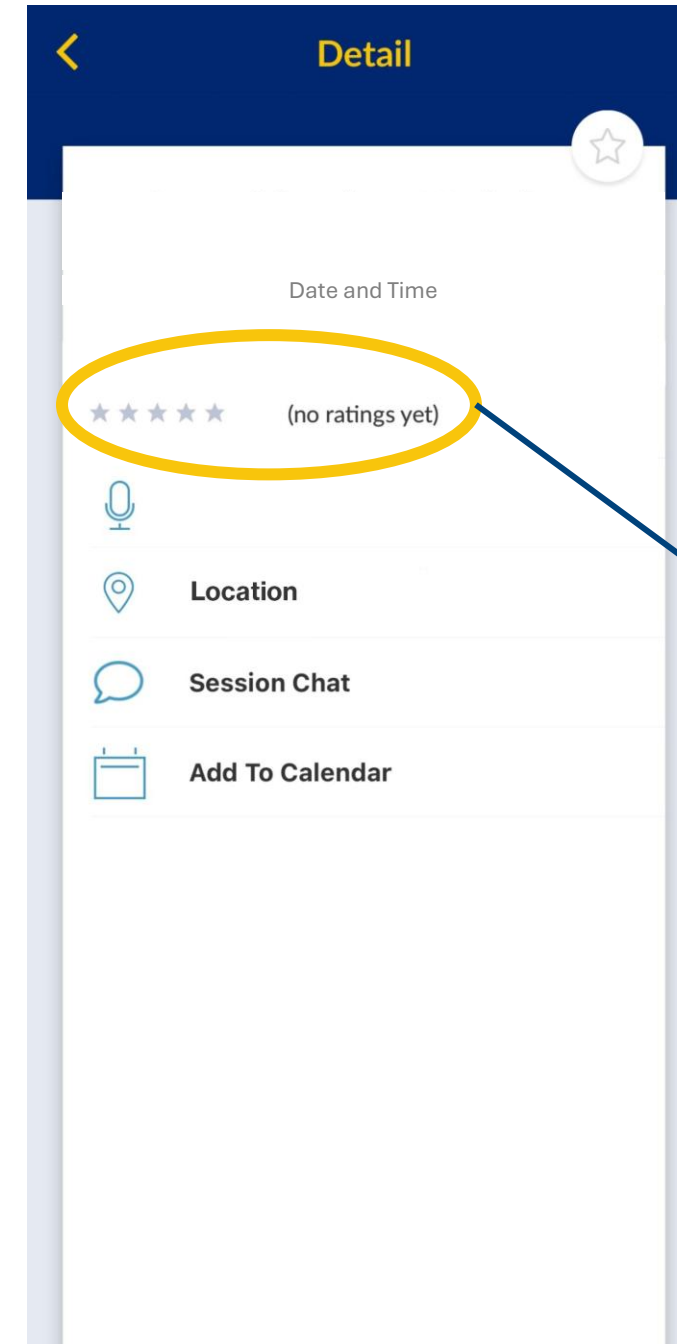 Detail
Date and Time
(no ratings yet)
Location
Session Chat
Add To Calendar